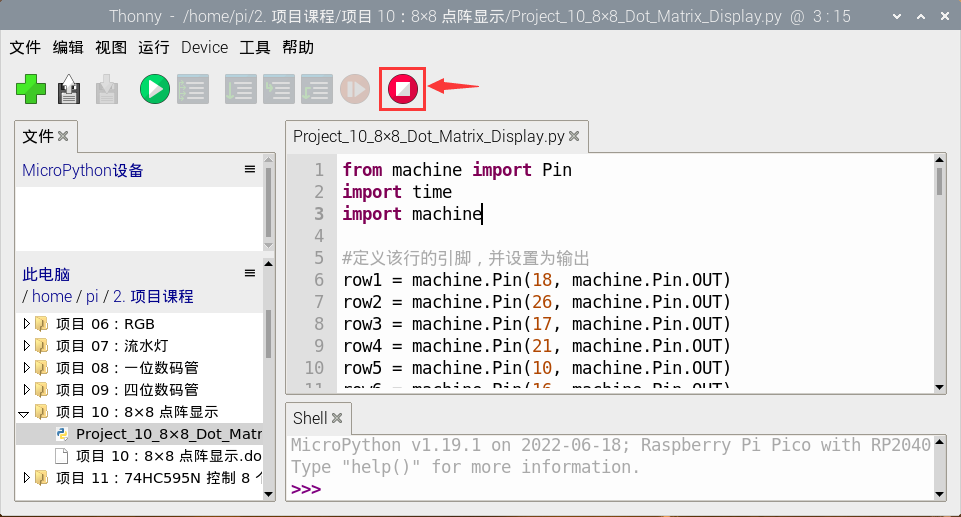 Thonny - /home/pi/2. 项目课程/项目 10：8×8 点阵显示/Project_10_8×8_Dot_Matrix_Display.py @ 3 : 15
文件 编辑 视图 运行 Device 工具 帮助
文件
MicroPython设备
此电脑
/ home / pi / 2. 项目课程
项目 06：RGB
项目 07：流水灯
项目 08：一位数码管
项目 09：四位数码管
项目 10：8×8 点阵显示
Project_10_8×8_Dot_Matr
项目 10：8×8 点阵显示.do
项目 11：74HC595N 控制 8
Project_10_8×8_Dot_Matrix_Display.py
1 from machine import Pin
2 import time
3 import machine
4
5 #定义该行的引脚，并设置为输出
6 row1 = machine.Pin(18, machine.Pin.OUT)
7 row2 = machine.Pin(26, machine.Pin.OUT)
8 row3 = machine.Pin(17, machine.Pin.OUT)
9 row4 = machine.Pin(21, machine.Pin.OUT)
10 row5 = machine.Pin(10, machine.Pin.OUT)
11 row6 = machine.Pin(16, machine.Pin.OUT)
Shell
MicroPython v1.19.1 on 2022-06-18; Raspberry Pi Pico with RP2040
Type "help()" for more information.
>>>